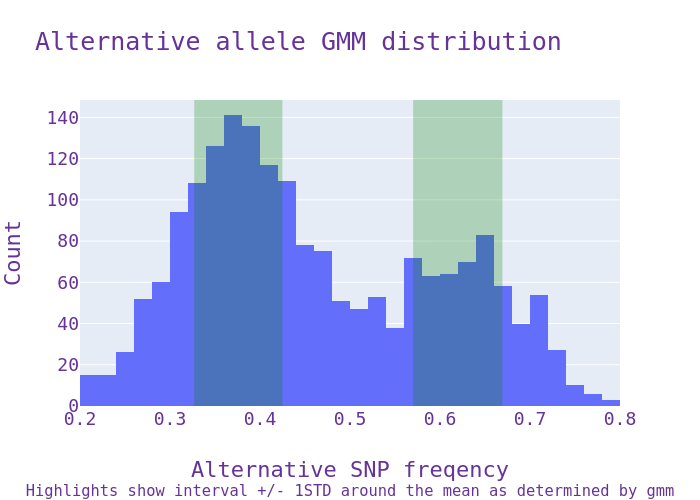 Alternative allele GMM distribution
140
120
100
80
60
40
20
0
Count
0.2 0.3 0.4 0.5 0.6 0.7 0.8
Alternative SNP freqency
Highlights show interval +/- 1STD around the mean as determined by gmm